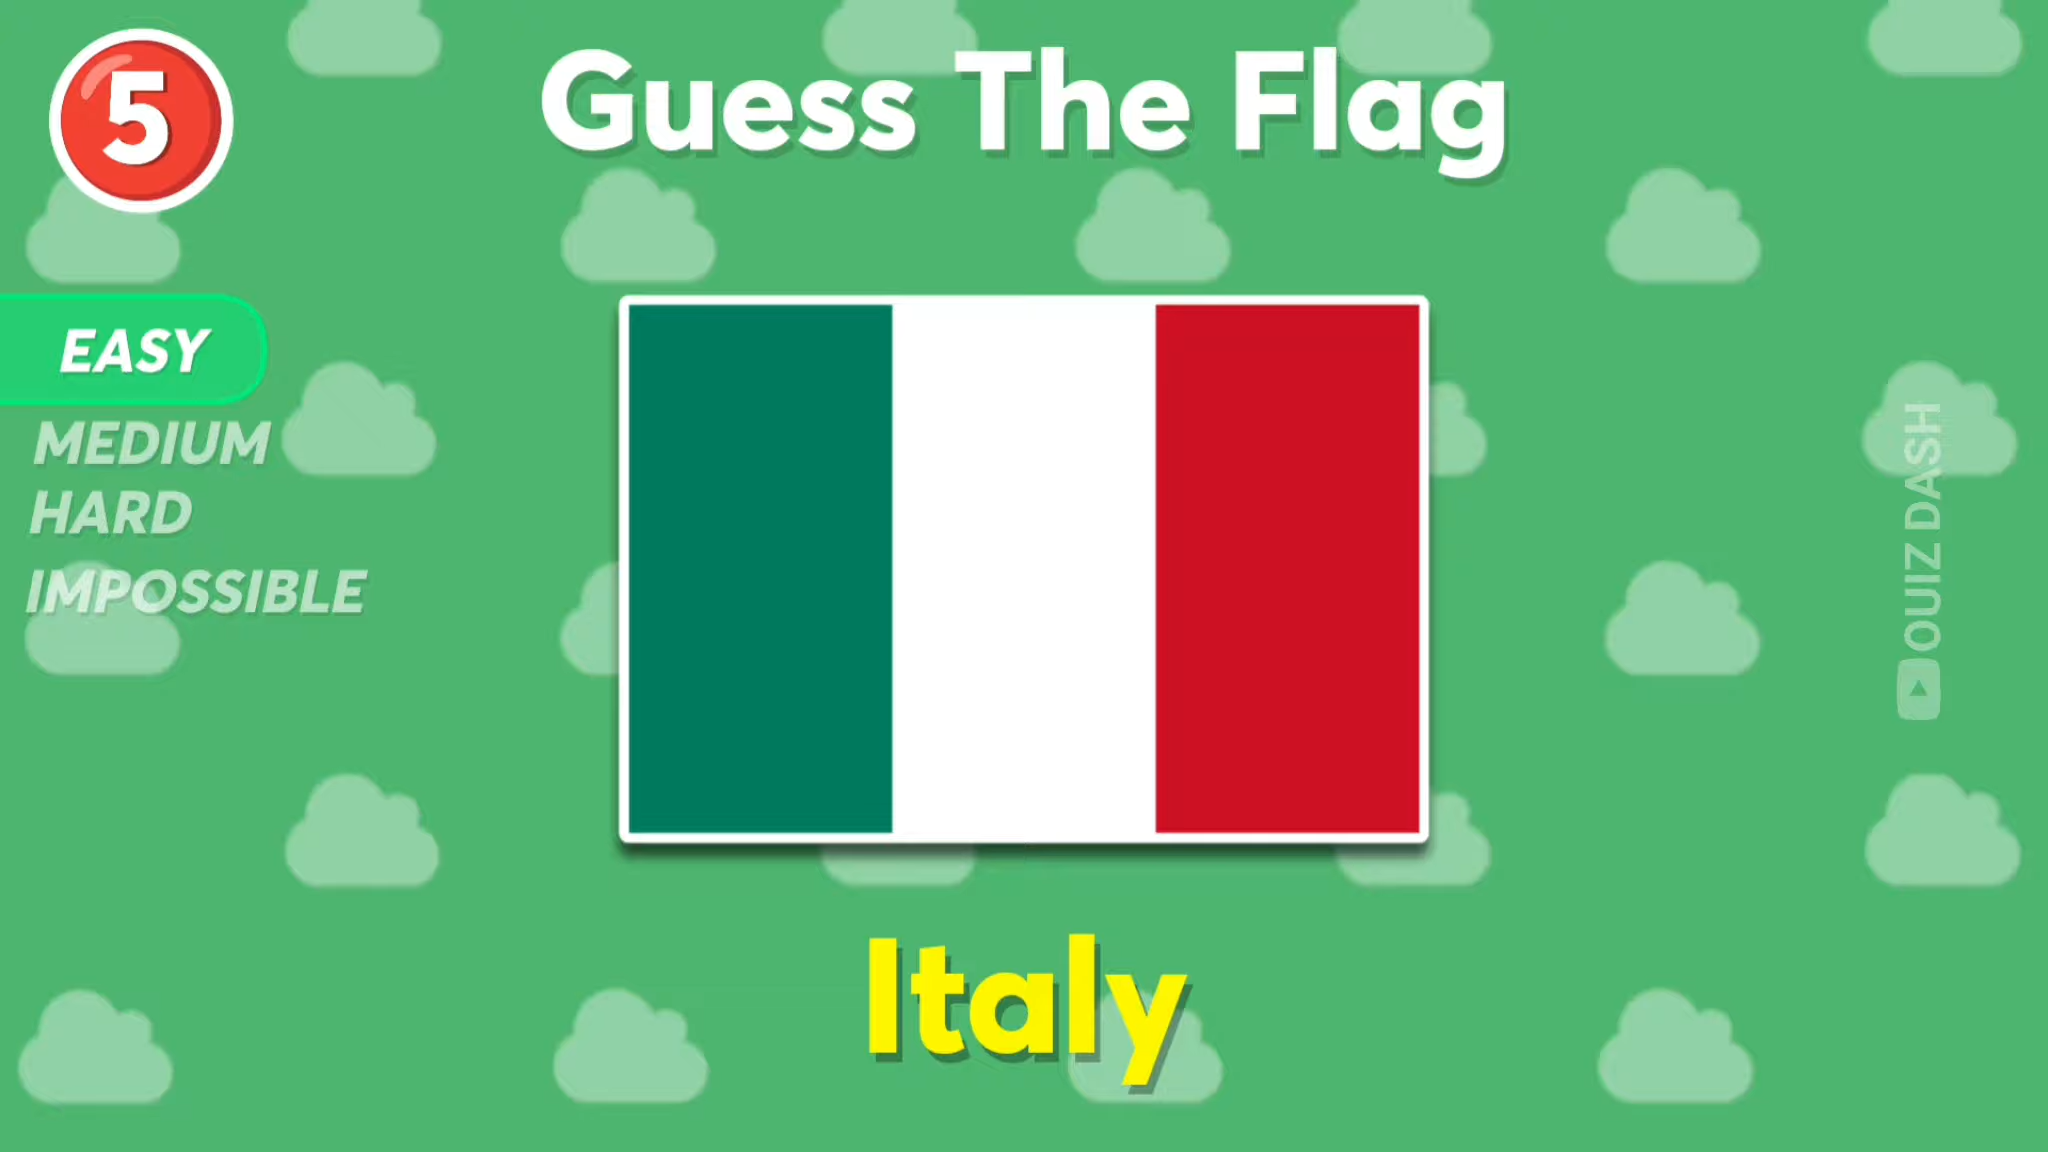 5
Guess The Flag
EASY
MEDIUM
HARD
IMPOSSIBLE
QUIZ DASH
Italy